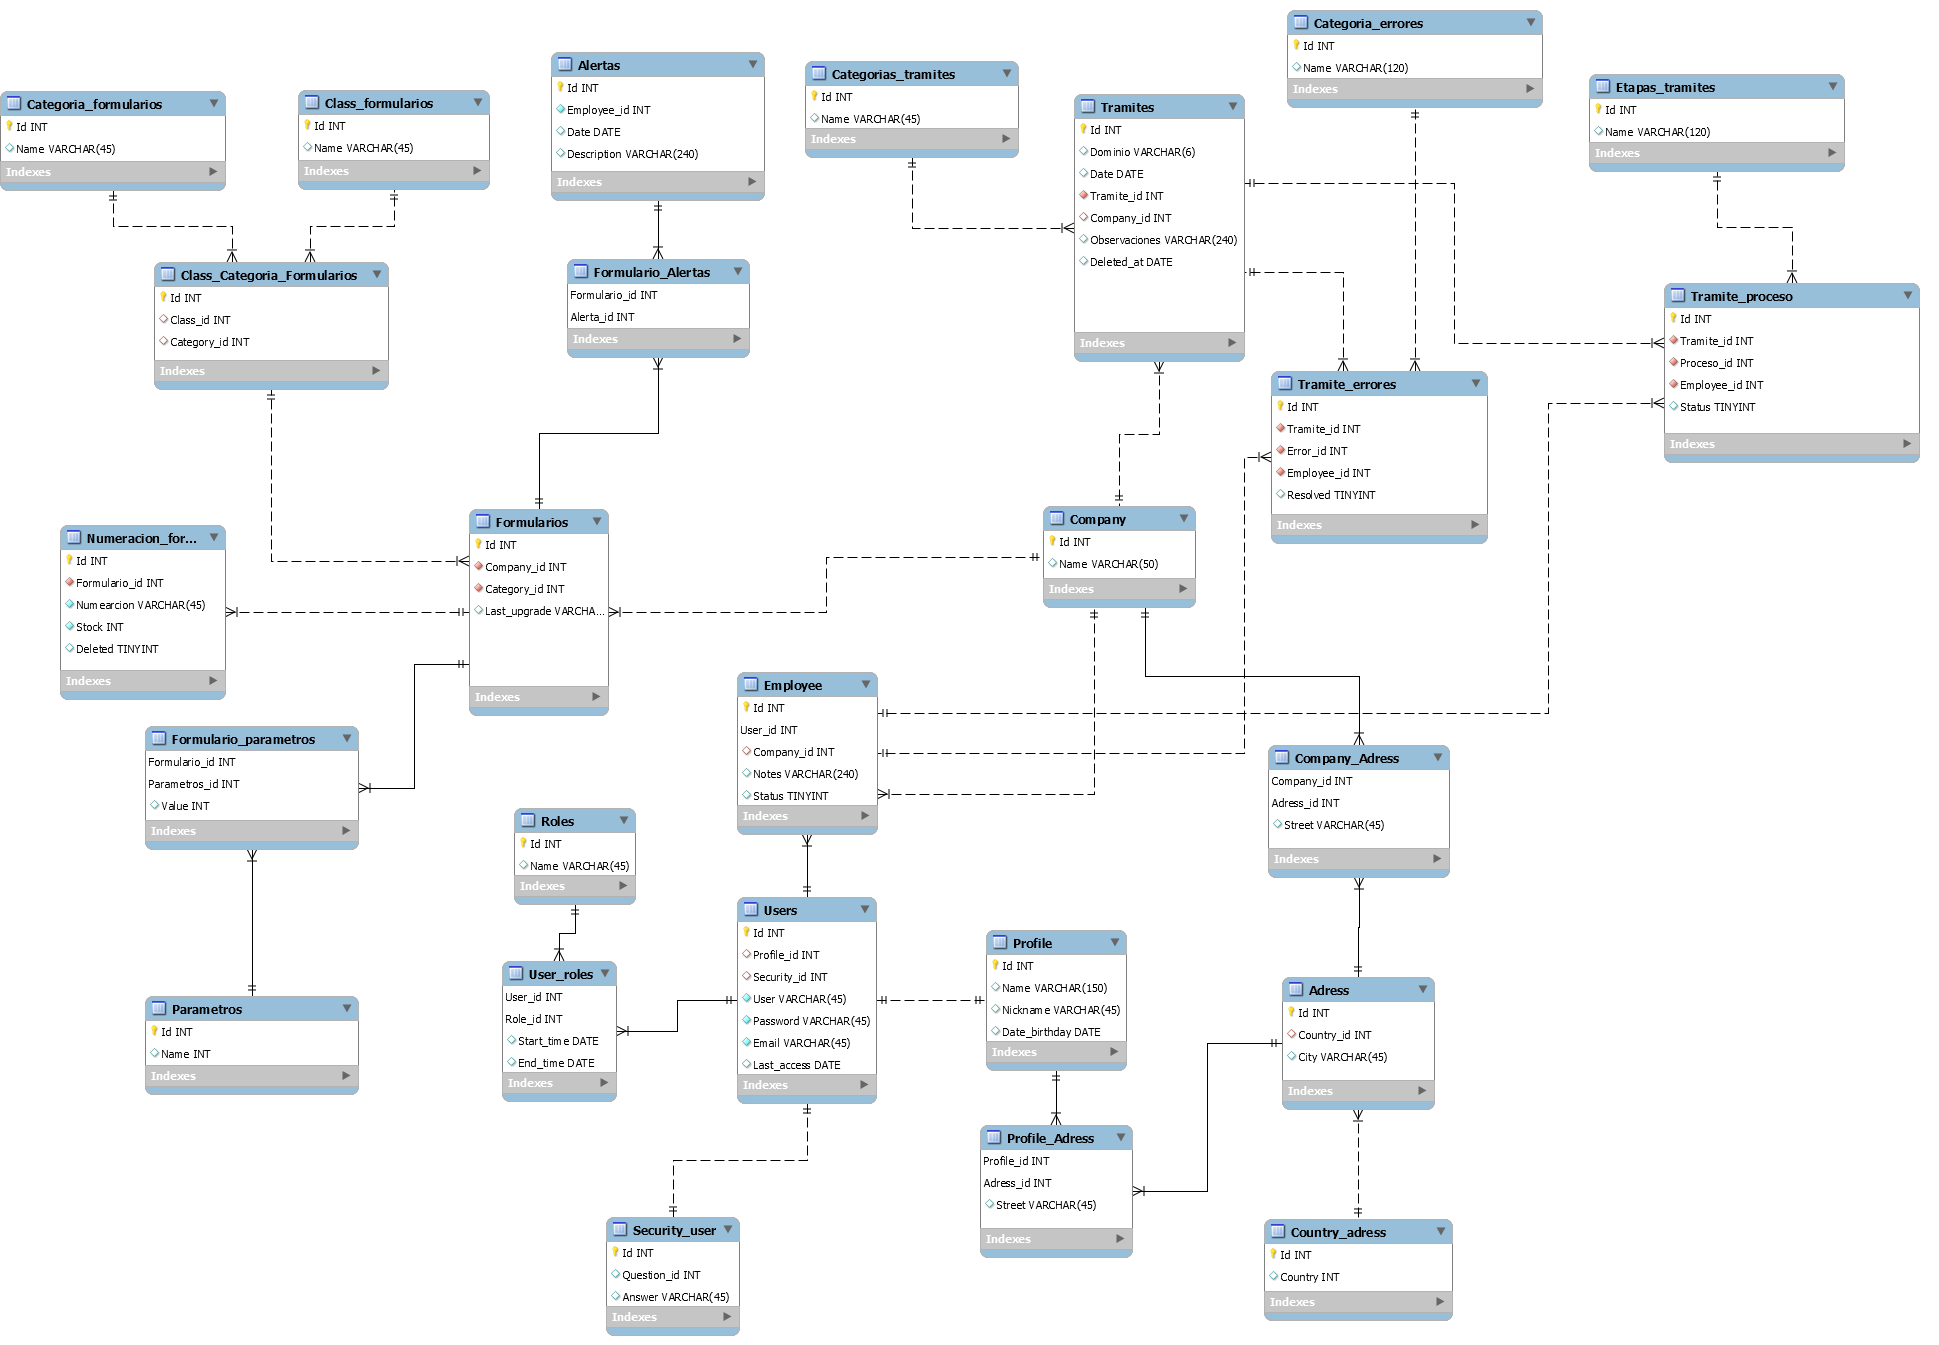 Categoria_formularios
Id INT
Name VARCHAR(45)
Indexes
Class_formularios
Id INT
Name VARCHAR(45)
Indexes
Alertas
Id INT
Employee_id INT
Date DATE
Description VARCHAR(240)
Indexes
Categorias_tramites
Id INT
Name VARCHAR(45)
Indexes
Tramites
Id INT
Dominio VARCHAR(6)
Date DATE
Tramite_id INT
Company_id INT
Observaciones VARCHAR(240)
Deleted_at DATE
Indexes
Categoria_errores
Id INT
Name VARCHAR(120)
Indexes
Etapas_tramites
Id INT
Name VARCHAR(120)
Indexes
Class_Categoria_Formularios
Id INT
Class_id INT
Category_id INT
Indexes
Formulario_Alertas
Formulario_id INT
Alerta_id INT
Indexes
Tramite_proceso
Id INT
Tramite_id INT
Proceso_id INT
Employee_id INT
Status TINYINT
Indexes
Tramite_errores
Id INT
Tramite_id INT
Error_id INT
Employee_id INT
Resolved TINYINT
Indexes
Numeracion_for...
Id INT
Formulario_id INT
Numearcion VARCHAR(45)
Stock INT
Deleted TINYINT
Indexes
Formularios
Id INT
Company_id INT
Category_id INT
Last_upgrade VARCHA...
Indexes
Company
Id INT
Name VARCHAR(50)
Indexes
Formulario_parametros
Formulario_id INT
Parametros_id INT
Value INT
Indexes
Employee
Id INT
User_id INT
Company_id INT
Notes VARCHAR(240)
Status TINYINT
Indexes
Company_Adress
Company_id INT
Adress_id INT
Street VARCHAR(45)
Indexes
Roles
Id INT
Name VARCHAR(45)
Indexes
User_roles
User_id INT
Role_id INT
Start_time DATE
End_time DATE
Indexes
Users
Id INT
Profile_id INT
Security_id INT
User VARCHAR(45)
Password VARCHAR(45)
Email VARCHAR(45)
Last_access DATE
Indexes
Profile
Id INT
Name VARCHAR(150)
Nickname VARCHAR(45)
Date_birthday DATE
Indexes
Adress
Id INT
Country_id INT
City VARCHAR(45)
Indexes
Parametros
Id INT
Name INT
Indexes
Profile_Adress
Profile_id INT
Adress_id INT
Street VARCHAR(45)
Indexes
Security_user
Id INT
Question_id INT
Answer VARCHAR(45)
Indexes
Country_adress
Id INT
Country INT
Indexes